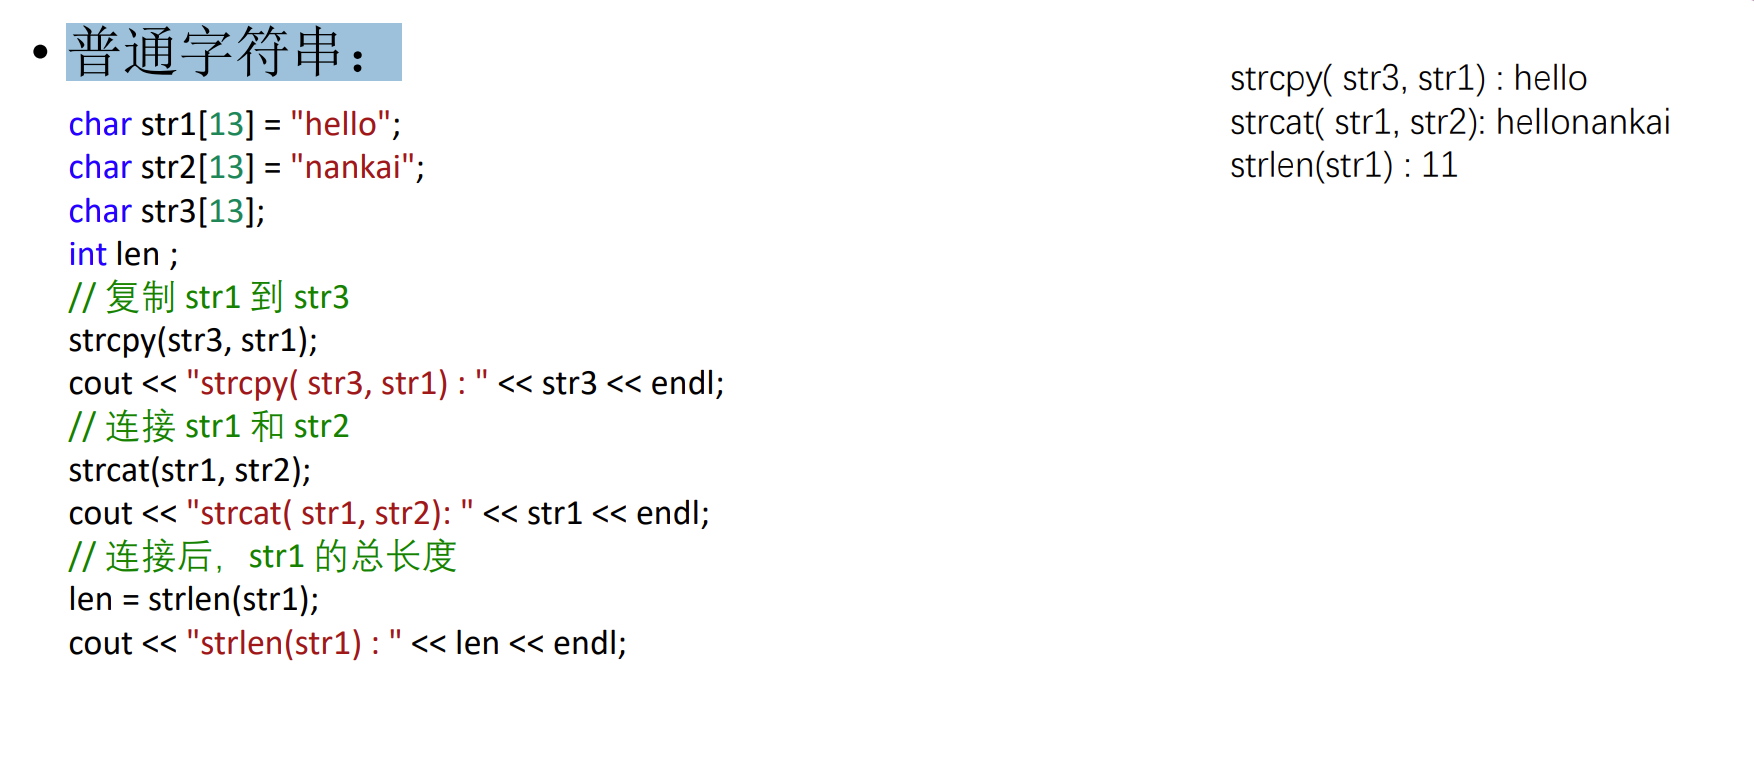 • 普通字符串：
char str1[13] = "hello";
char str2[13] = "nankai";
char str3[13];
int len ;
// 复制 str1 到 str3
strcpy(str3, str1);
cout << "strcpy( str3, str1) : " << str3 << endl;
// 连接 str1 和 str2
strcat(str1, str2);
cout << "strcat( str1, str2): " << str1 << endl;
// 连接后，str1 的总长度
len = strlen(str1);
cout << "strlen(str1) : " << len << endl;
strcpy( str3, str1) : hello
strcat( str1, str2): hellonankai
strlen(str1) : 11